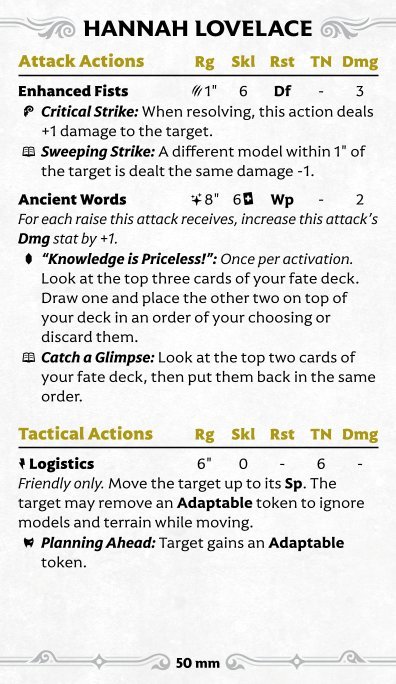 HANNAH LOVELACE
Attack Actions Rg Skl Rst TN Dmg
Enhanced Fists 1" 6 Df - 3
Critical Strike: When resolving, this action deals
+1 damage to the target.
Sweeping Strike: A different model within 1" of
the target is dealt the same damage -1.
Ancient Words 8" 6 Wp - 2
For each raise this attack receives, increase this attack's
Dmg stat by +1.
“Knowledge is Priceless!”: Once per activation.
Look at the top three cards of your fate deck.
Draw one and place the other two on top of
your deck in an order of your choosing or
discard them.
Catch a Glimpse: Look at the top two cards of
your fate deck, then put them back in the same
order.
Tactical Actions Rg Skl Rst TN Dmg
Logistics 6" 0 - 6 -
Friendly only. Move the target up to its Sp. The
target may remove an Adaptable token to ignore
models and terrain while moving.
Planning Ahead: Target gains an Adaptable
token.
50 mm